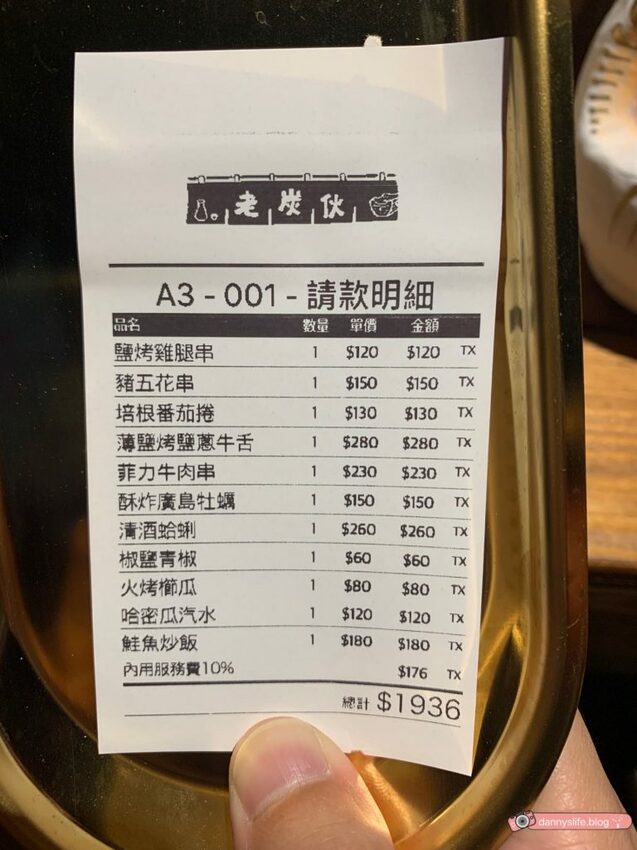 老炭伙
A3 - 001 - 請款明細
品名 數量 單價 金額
鹽烤雞腿串 1 $120 $120 TX
豬五花串 1 $150 $150 TX
培根番茄捲 1 $130 $130 TX
薄鹽烤鹽蔥牛舌 1 $280 $280 TX
菲力牛肉串 1 $230 $230 TX
酥炸廣島牡蠣 1 $150 $150 TX
清酒蛤蜊 1 $260 $260 TX
椒鹽青椒 1 $60 $60 TX
火烤櫛瓜 1 $80 $80 TX
哈密瓜汽水 1 $120 $120 TX
鮭魚炒飯 1 $180 $180 TX
內用服務費10% $176 TX
總計 $1936
dannyslife.blog